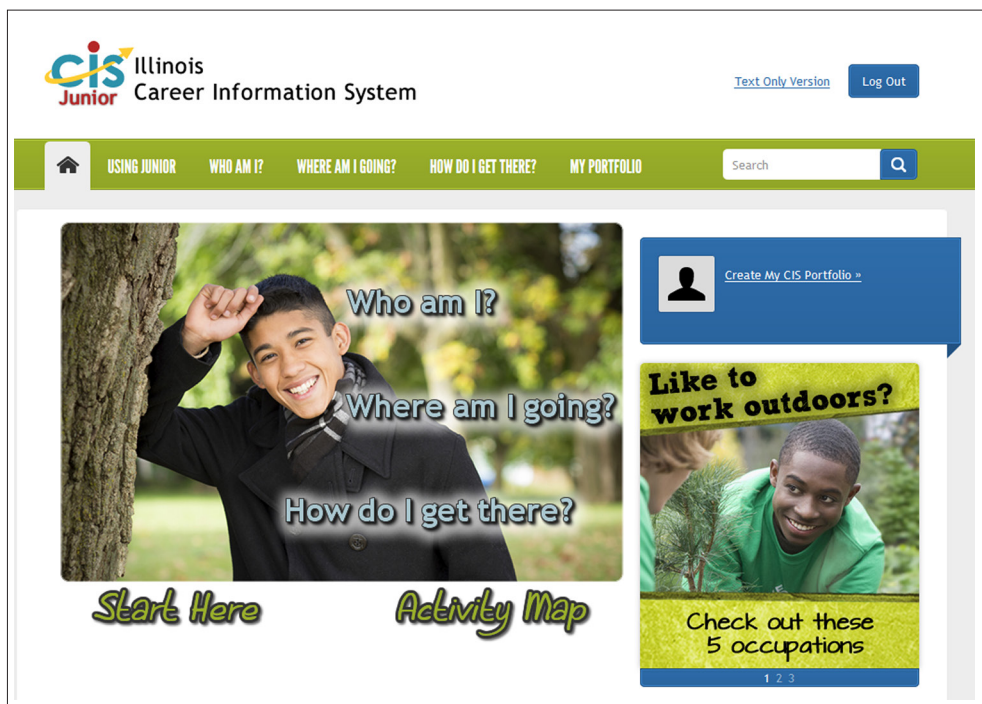 cis
Junior
Illinois
Career Information System
Text Only Version
Log Out
USING JUNIOR
WHO AM I?
WHERE AM I GOING?
HOW DO I GET THERE?
MY PORTFOLIO
Search
Who am I?
Where am I going?
How do I get there?
Start Here
Activity Map
Create My CIS Portfolio »
Like to
work outdoors?
Check out these
5 occupations
1 2 3